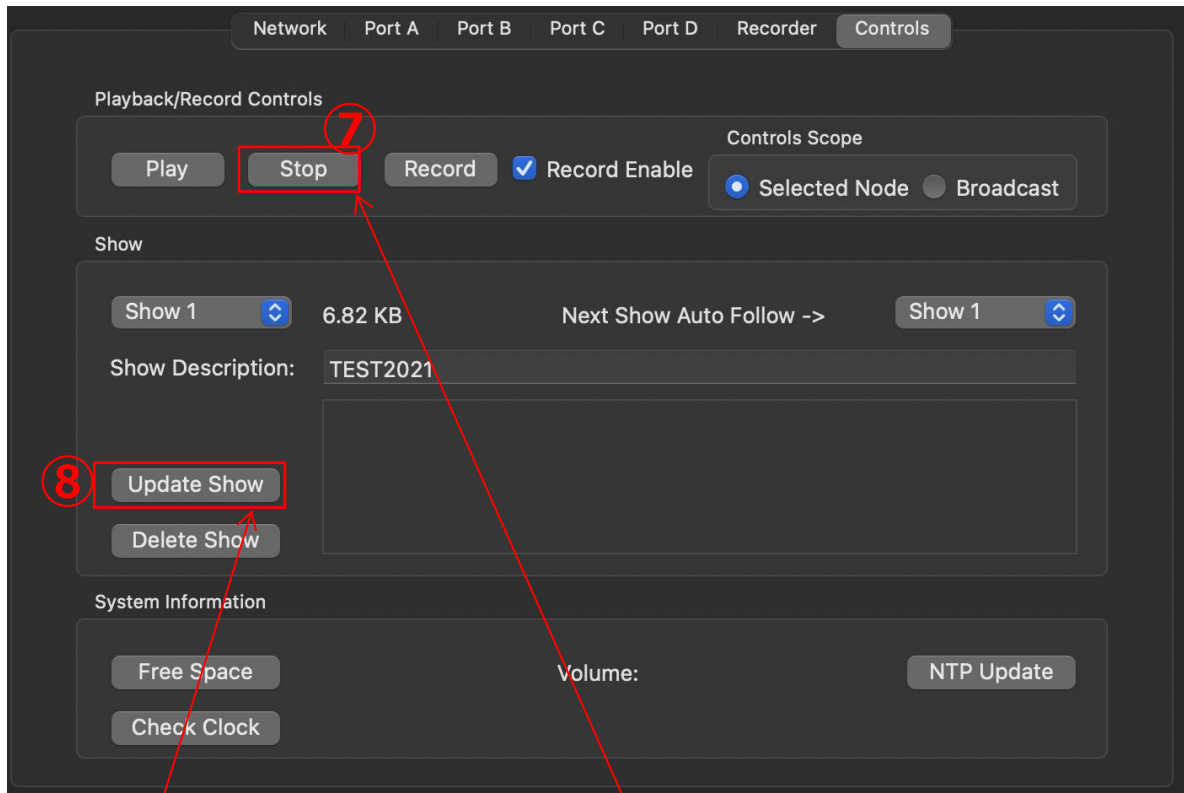 Network Port A Port B Port C Port D Recorder Controls
Playback/Record Controls
⑦
Controls Scope
Play Stop Record Record Enable
Selected Node Broadcast
Show
Show 1 6.82 KB Next Show Auto Follow -> Show 1
Show Description: TEST2021
⑧ Update Show
Delete Show
System Information
Free Space Volume: NTP Update
Check Clock